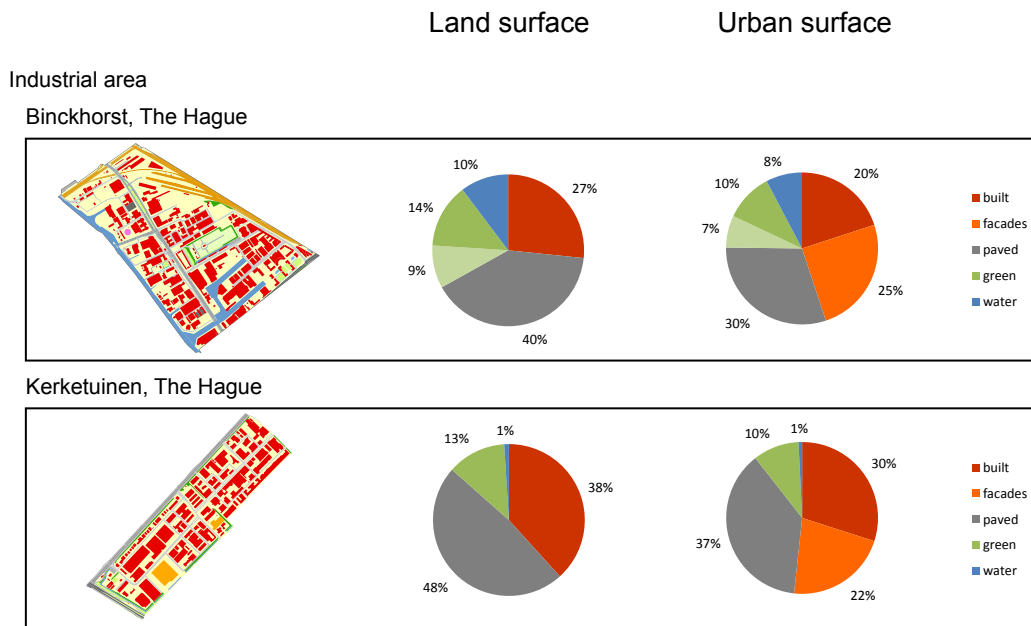 Land surface
Urban surface
Industrial area
Binckhorst, The Hague
10%
27%
14%
9%
40%
8%
20%
10%
7%
25%
30%
built
facades
paved
green
water
Kerketuinen, The Hague
1%
13%
38%
48%
1%
10%
30%
37%
22%
built
facades
paved
green
water